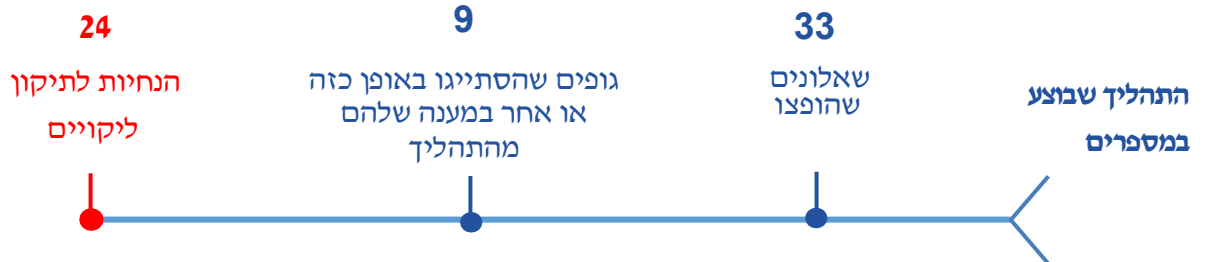 התהליך שבוצע
במספרים
33
שאלונים
שהופצו
9
גופים שהסתייגו באופן כזה
או אחר במענה שלהם
מהתהליך
24
הנחיות לתיקון
ליקויים